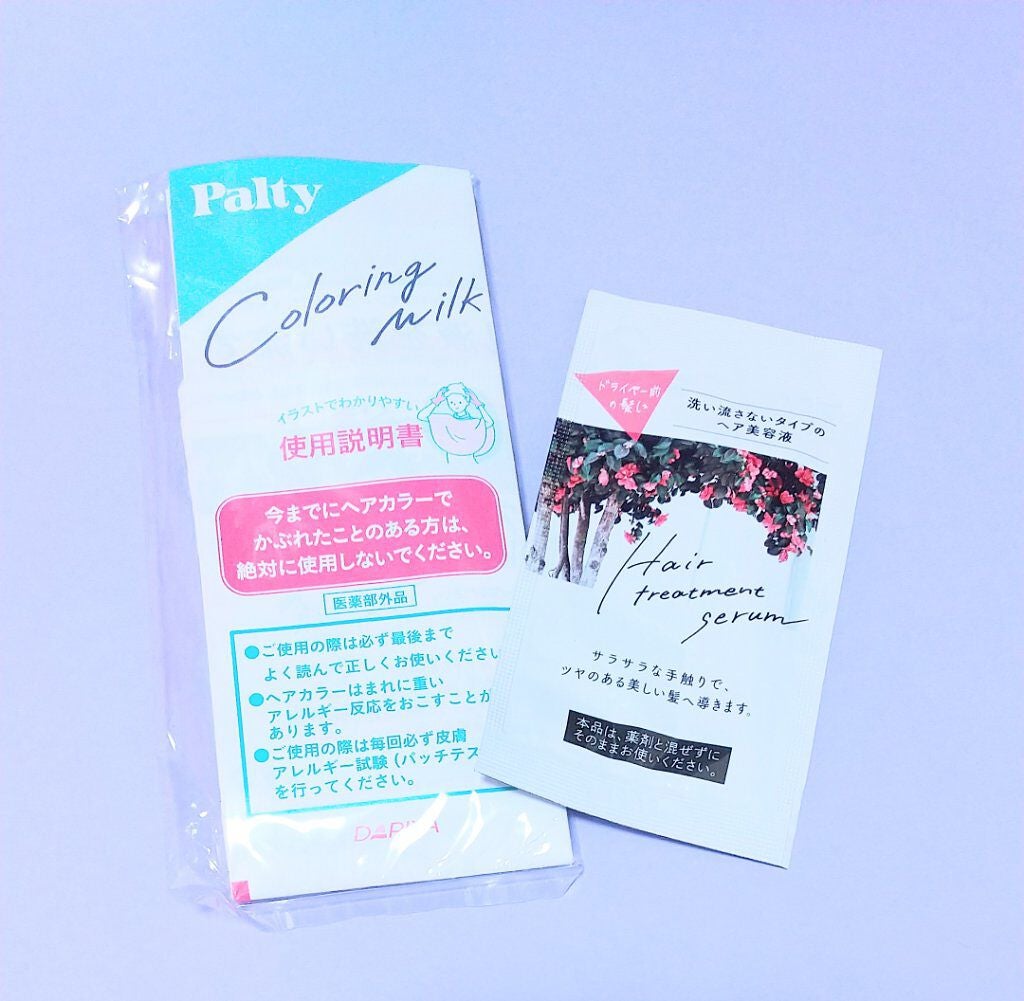 Palty
Coloring
milk
イラストでわかりやすい
使用説明書
今までにヘアカラーで
かぶれたことのある方は、
絶対に使用しないでください。
医薬部外品
●ご使用の際は必ず最後まで
よく読んで正しくお使いください
●ヘアカラーはまれに重い
アレルギー反応をおこすことが
あります。
●ご使用の際は毎回必ず皮膚
アレルギー試験(パッチテス
を行ってください。
DARIYA
ドライヤー前
の髪に
洗い流さないタイプの
ヘア美容液
Hair
treatment
serum
サラサラな手触りで、
ツヤのある美しい髪へ導きます。
本品は、薬剤と混ぜずに
そのままお使いください。